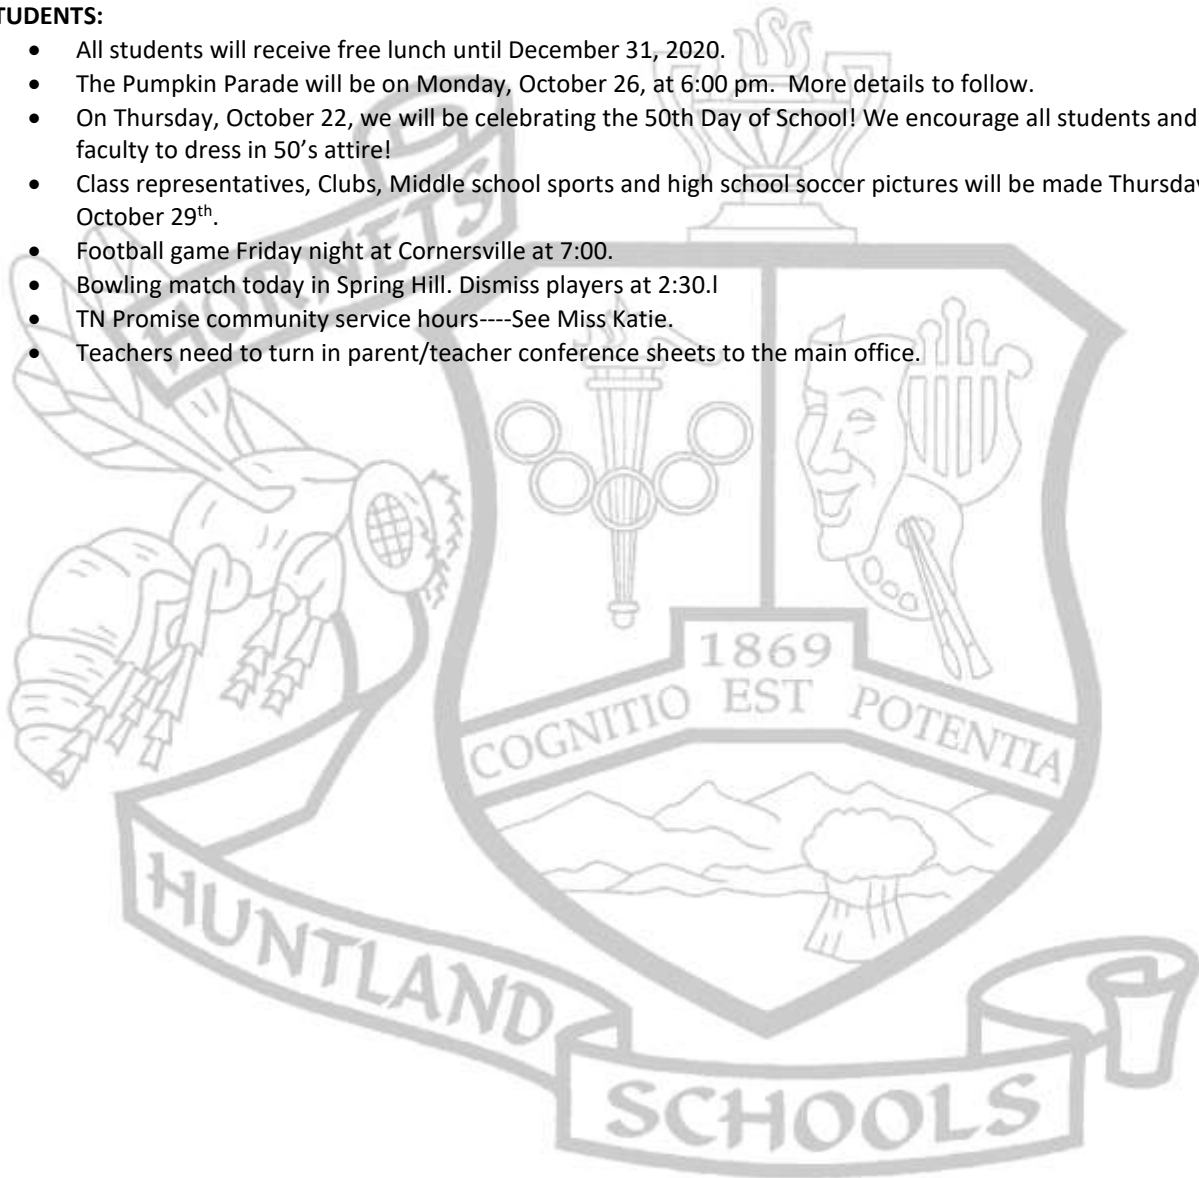 TUDENTS:
• All students will receive free lunch until December 31, 2020.
• The Pumpkin Parade will be on Monday, October 26, at 6:00 pm. More details to follow.
• On Thursday, October 22, we will be celebrating the 50th Day of School! We encourage all students and
faculty to dress in 50’s attire!
• Class representatives, Clubs, Middle school sports and high school soccer pictures will be made Thursday
October 29th.
• Football game Friday night at Cornersville at 7:00.
• Bowling match today in Spring Hill. Dismiss players at 2:30.l
• TN Promise community service hours----See Miss Katie.
• Teachers need to turn in parent/teacher conference sheets to the main office.
HORNETS
1869
COGNITIO EST POTENTIA
HUNTLAND
SCHOOLS